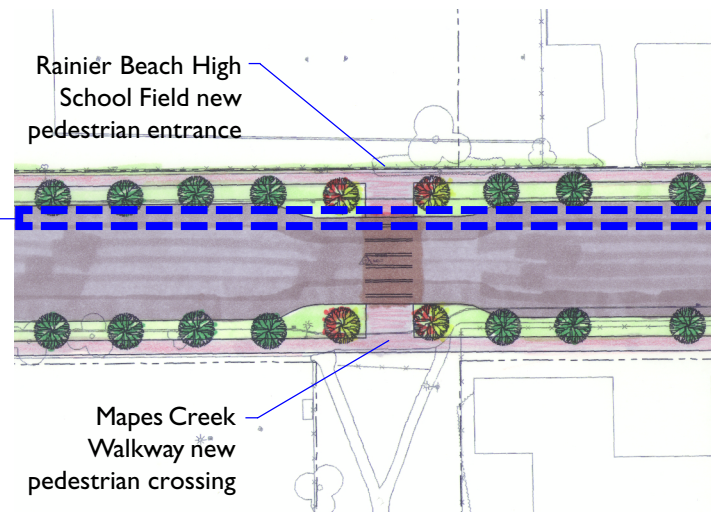 Rainier Beach High
School Field new
pedestrian entrance
Mapes Creek
Walkway new
pedestrian crossing